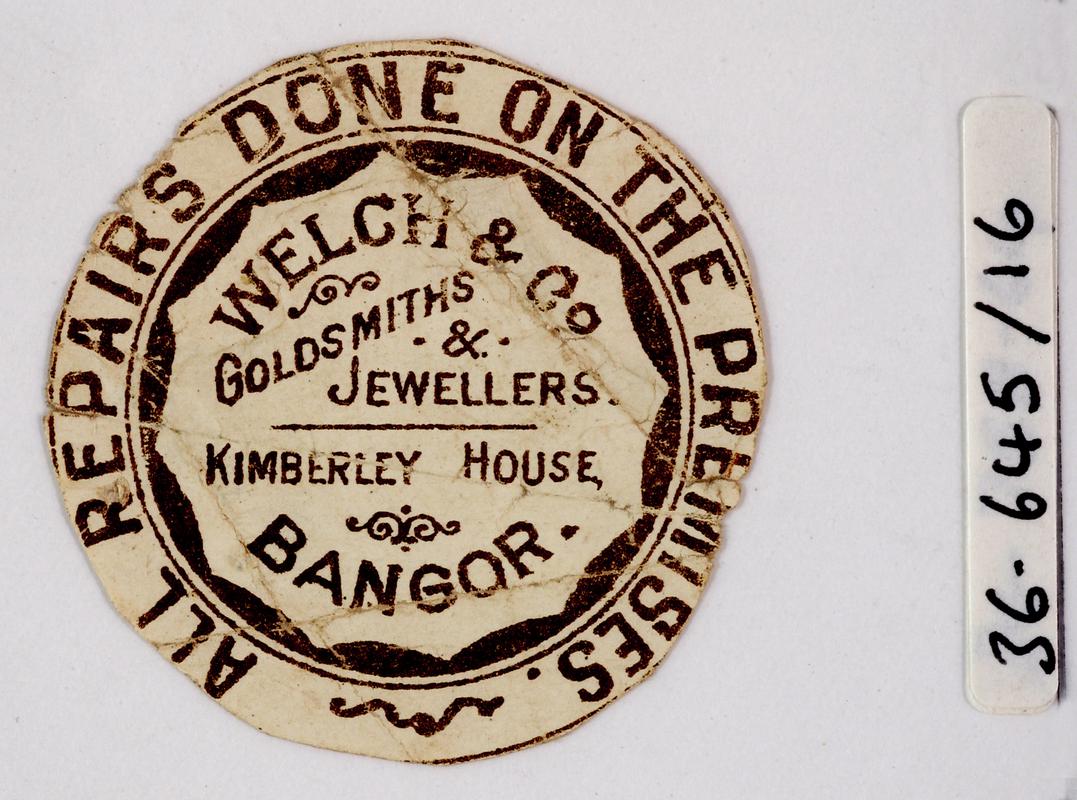 ALL REPAIRS DONE ON THE PREMISES.
WELCH & Co
GOLDSMITHS
. & .
JEWELLERS.
KIMBERLEY HOUSE,
BANGOR.
36.645/16